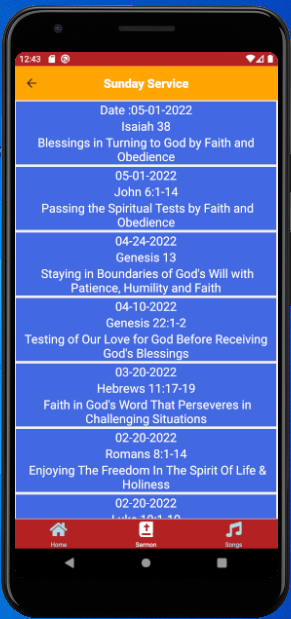 12:43
Sunday Service
Date :05-01-2022
Isaiah 38
Blessings in Turning to God by Faith and
Obedience
05-01-2022
John 6:1-14
Passing the Spiritual Tests by Faith and
Obedience
04-24-2022
Genesis 13
Staying in Boundaries of God's Will with
Patience, Humility and Faith
04-10-2022
Genesis 22:1-2
Testing of Our Love for God Before Receiving
God's Blessings
03-20-2022
Hebrews 11:17-19
Faith in God's Word That Perseveres in
Challenging Situations
02-20-2022
Romans 8:1-14
Enjoying The Freedom In The Spirit Of Life &
Holiness
02-20-2022
Home Sermon Songs